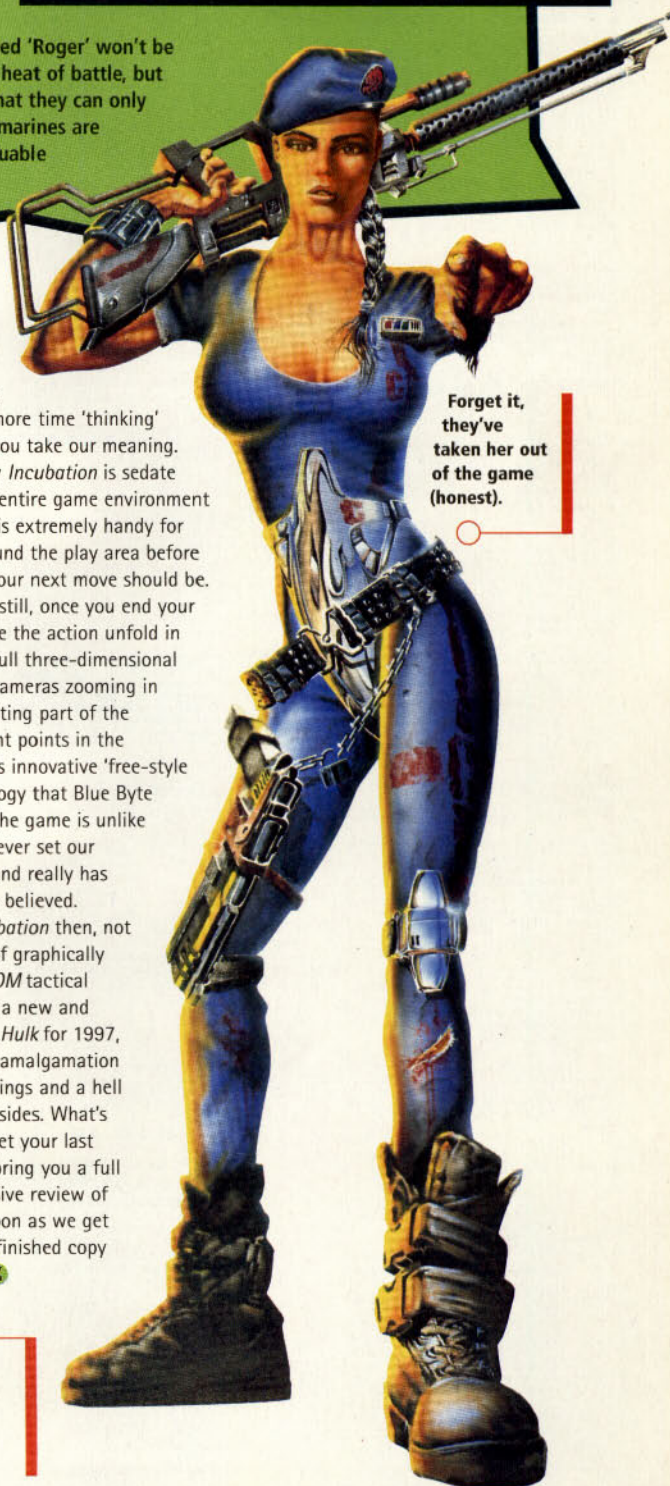 ed 'Roger' won't be
heat of battle, but
hat they can only
marines are
uable
ore time 'thinking'
ou take our meaning.
Incubation is sedate
entire game environment
is extremely handy for
und the play area before
our next move should be.
still, once you end your
e the action unfold in
ull three-dimensional
ameras zooming in
ting part of the
nt points in the
s innovative 'free-style
ogy that Blue Byte
he game is unlike
ever set our
nd really has
believed.
bation then, not
f graphically
OM tactical
a new and
Hulk for 1997,
amalgamation
ings and a hell
sides. What's
et your last
oring you a full
ive review of
on as we get
finished copy
Forget it,
they've
taken her out
of the game
(honest).